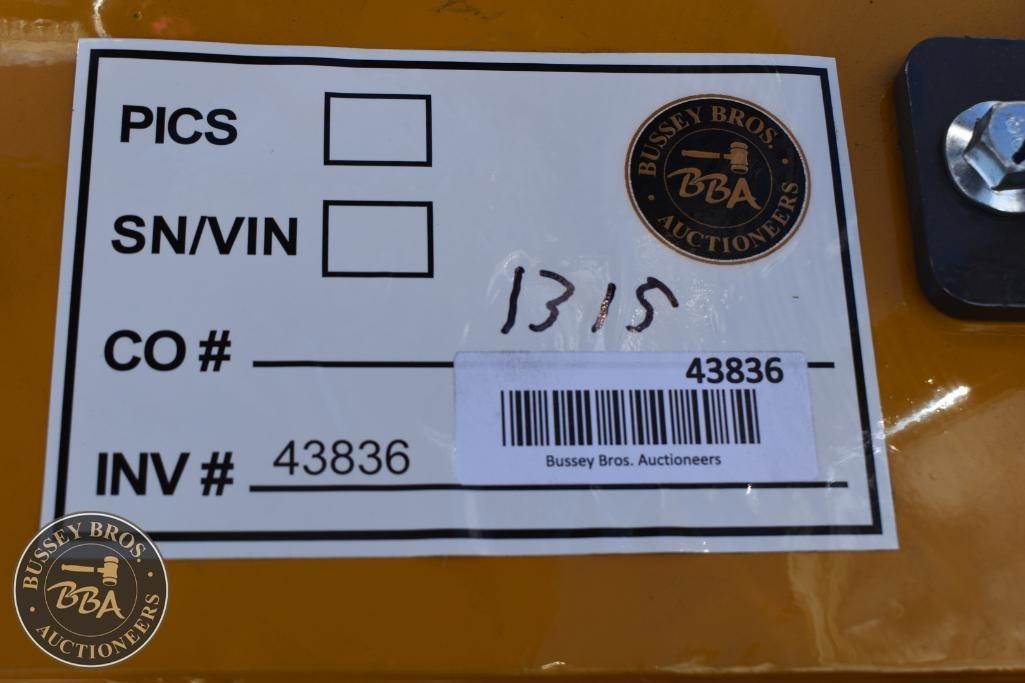 PICS
BUSSEY BROS.
BBA
AUCTIONEERS
SN/VIN
1315
CO #
43836
INV # 43836
Bussey Bros. Auctioneers
BUSSEY BROS.
BBA
AUCTIONEERS